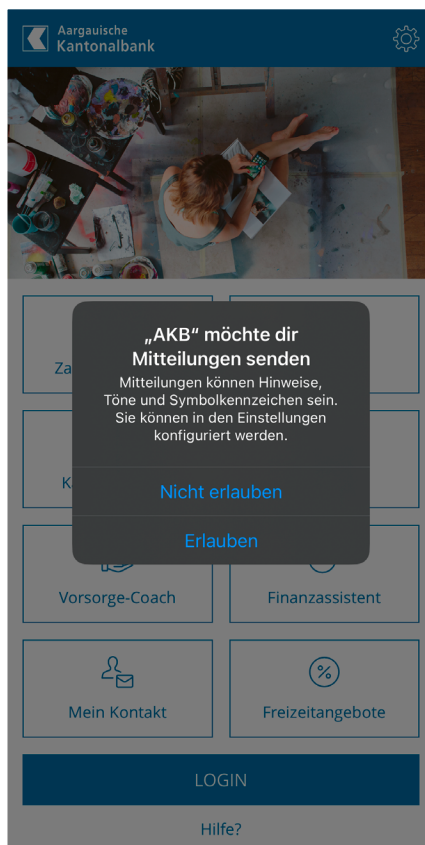 Aargauische
Kantonalbank
„AKB“ möchte dir
Mitteilungen senden
Mitteilungen können Hinweise,
Töne und Symbolkennzeichen sein.
Sie können in den Einstellungen
konfiguriert werden.
Nicht erlauben
Erlauben
Za
K
Vorsorge-Coach
Finanzassistent
Mein Kontakt
Freizeitangebote
LOGIN
Hilfe?